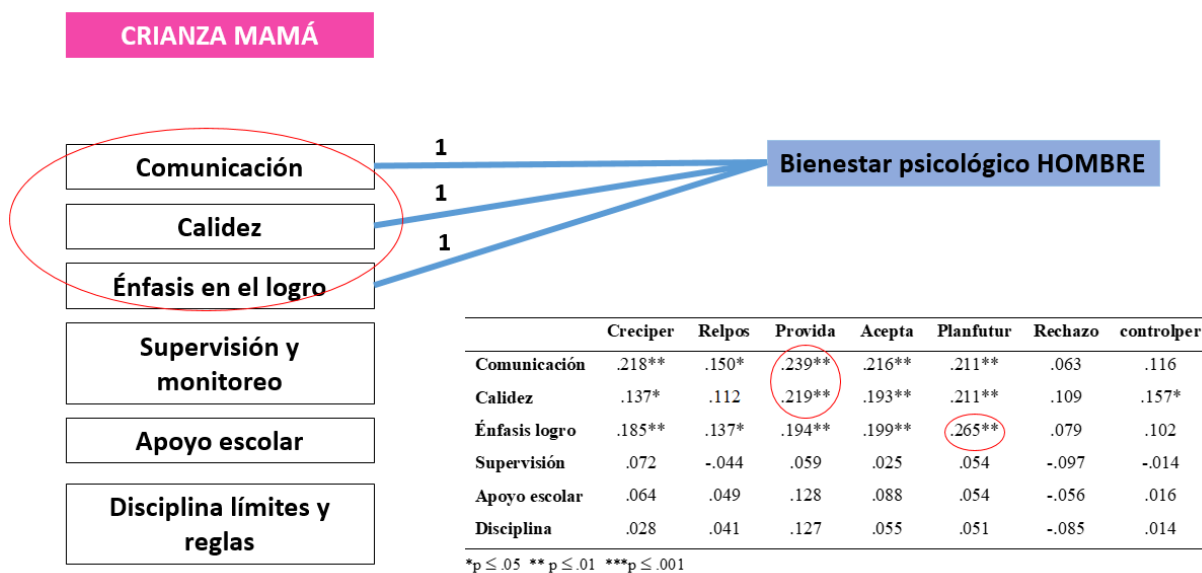 CRIANZA MAMÁ
Comunicación
Calidez
Énfasis en el logro
Supervisión y
monitoreo
Apoyo escolar
Disciplina límites y
reglas
1
1
1
Bienestar psicológico HOMBRE
Creciper Relpos Provida Acepta Planfutur Rechazo controlper
Comunicación .218** .150* .239** .216** .211** .063 .116
Calidez .137* .112 .219** .193** .211** .109 .157*
Énfasis logro .185** .137* .194** .199** .265** .079 .102
Supervisión .072 -.044 .059 .025 .054 -.097 -.014
Apoyo escolar .064 .049 .128 .088 .054 -.056 .016
Disciplina .028 .041 .127 .055 .051 -.085 .014
*p ≤ .05 ** p ≤ .01 ***p ≤ .001